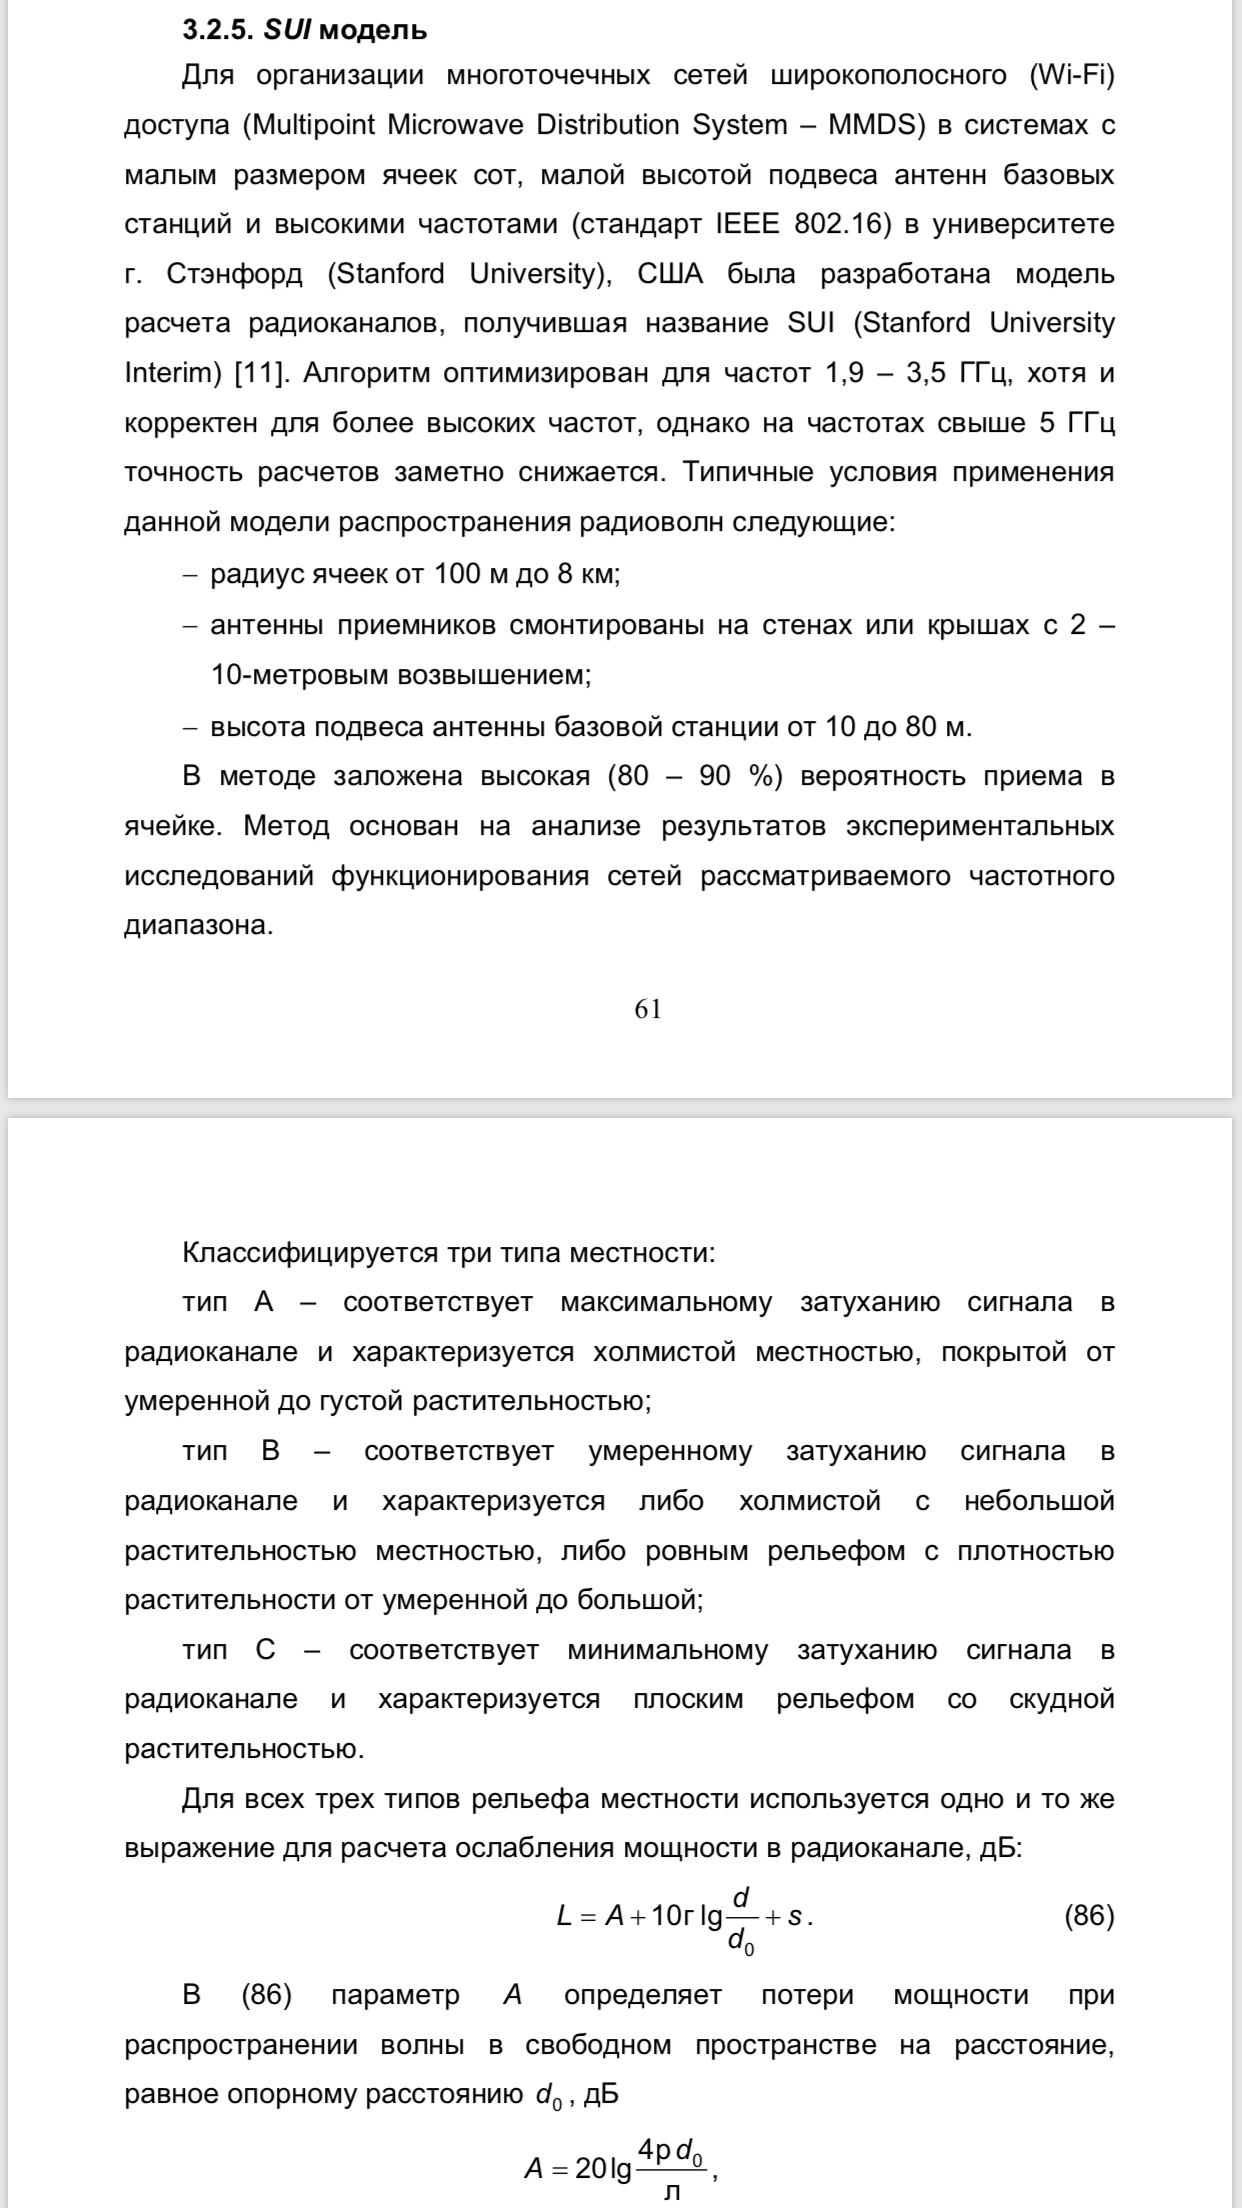 3.2.5. SUI модель
Для организации многоточечных сетей широкополосного (Wi-Fi)
доступа (Multipoint Microwave Distribution System – MMDS) в системах с
малым размером ячеек сот, малой высотой подвеса антенн базовых
станций и высокими частотами (стандарт IEEE 802.16) в университете
г. Стэнфорд (Stanford University), США была разработана модель
расчета радиоканалов, получившая название SUI (Stanford University
Interim) [11]. Алгоритм оптимизирован для частот 1,9 – 3,5 ГГц, хотя и
корректен для более высоких частот, однако на частотах свыше 5 ГГц
точность расчетов заметно снижается. Типичные условия применения
данной модели распространения радиоволн следующие:
– радиус ячеек от 100 м до 8 км;
– антенны приемников смонтированы на стенах или крышах с 2 –
10-метровым возвышением;
– высота подвеса антенны базовой станции от 10 до 80 м.
В методе заложена высокая (80 – 90 %) вероятность приема в
ячейке. Метод основан на анализе результатов экспериментальных
исследований функционирования сетей рассматриваемого частотного
диапазона.
61
Классифицируется три типа местности:
тип А – соответствует максимальному затуханию сигнала в
радиоканале и характеризуется холмистой местностью, покрытой от
умеренной до густой растительностью;
тип В – соответствует умеренному затуханию сигнала в
радиоканале и характеризуется либо холмистой с небольшой
растительностью местностью, либо ровным рельефом с плотностью
растительности от умеренной до большой;
тип С – соответствует минимальному затуханию сигнала в
радиоканале и характеризуется плоским рельефом со скудной
растительностью.
Для всех трех типов рельефа местности используется одно и то же
выражение для расчета ослабления мощности в радиоканале, дБ:
L = A + 10г lg d/d₀ + s. (86)
В (86) параметр A определяет потери мощности при
распространении волны в свободном пространстве на расстояние,
равное опорному расстоянию d₀ , дБ
A = 20 lg 4р d₀/л ,